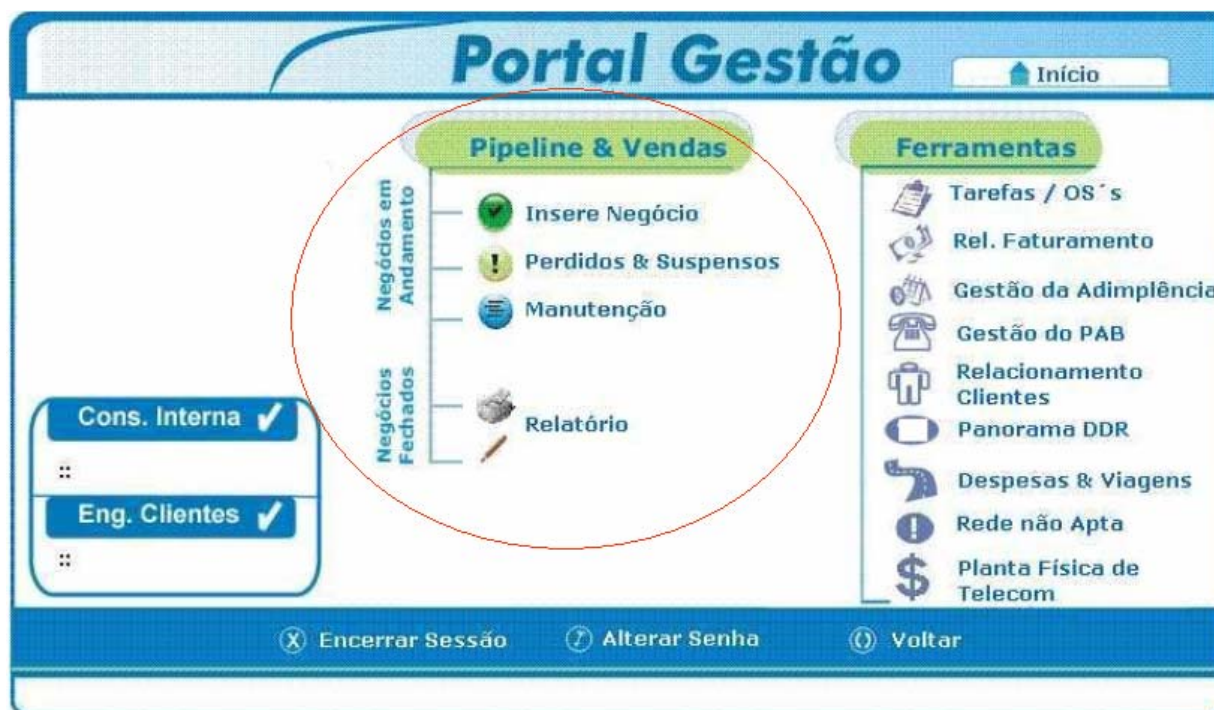 Portal Gestão
Início
Pipeline & Vendas
Negócios em
Andamento
Insere Negócio
Perdidos & Suspensos
Manutenção
Negócios
Fechados
Relatório
Ferramentas
Tarefas / OS´s
Rel. Faturamento
Gestão da Adimplência
Gestão do PAB
Relacionamento
Clientes
Panorama DDR
Despesas & Viagens
Rede não Apta
Planta Física de
Telecom
Cons. Interna
::
Eng. Clientes
::
Encerrar Sessão
Alterar Senha
Voltar